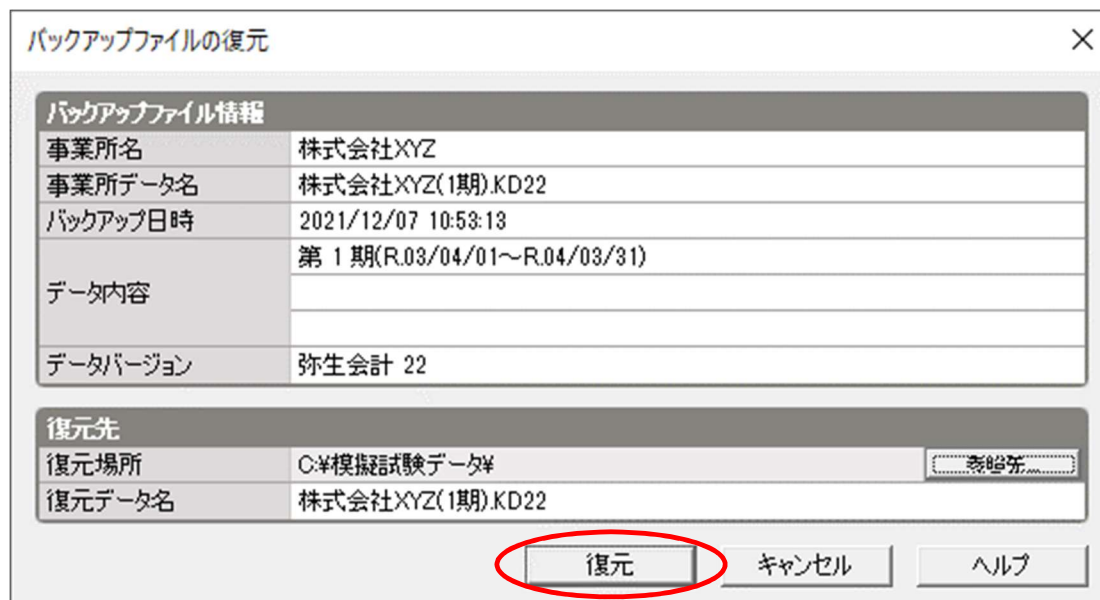 バックアップファイルの復元
バックアップファイル情報
事業所名 株式会社XYZ
事業所データ名 株式会社XYZ(1期).KD22
バックアップ日時 2021/12/07 10:53:13
データ内容 第 1 期(R.03/04/01～R.04/03/31)
データバージョン 弥生会計 22
復元先
復元場所 C:¥模擬試験データ¥
復元データ名 株式会社XYZ(1期).KD22
復元 キャンセル ヘルプ